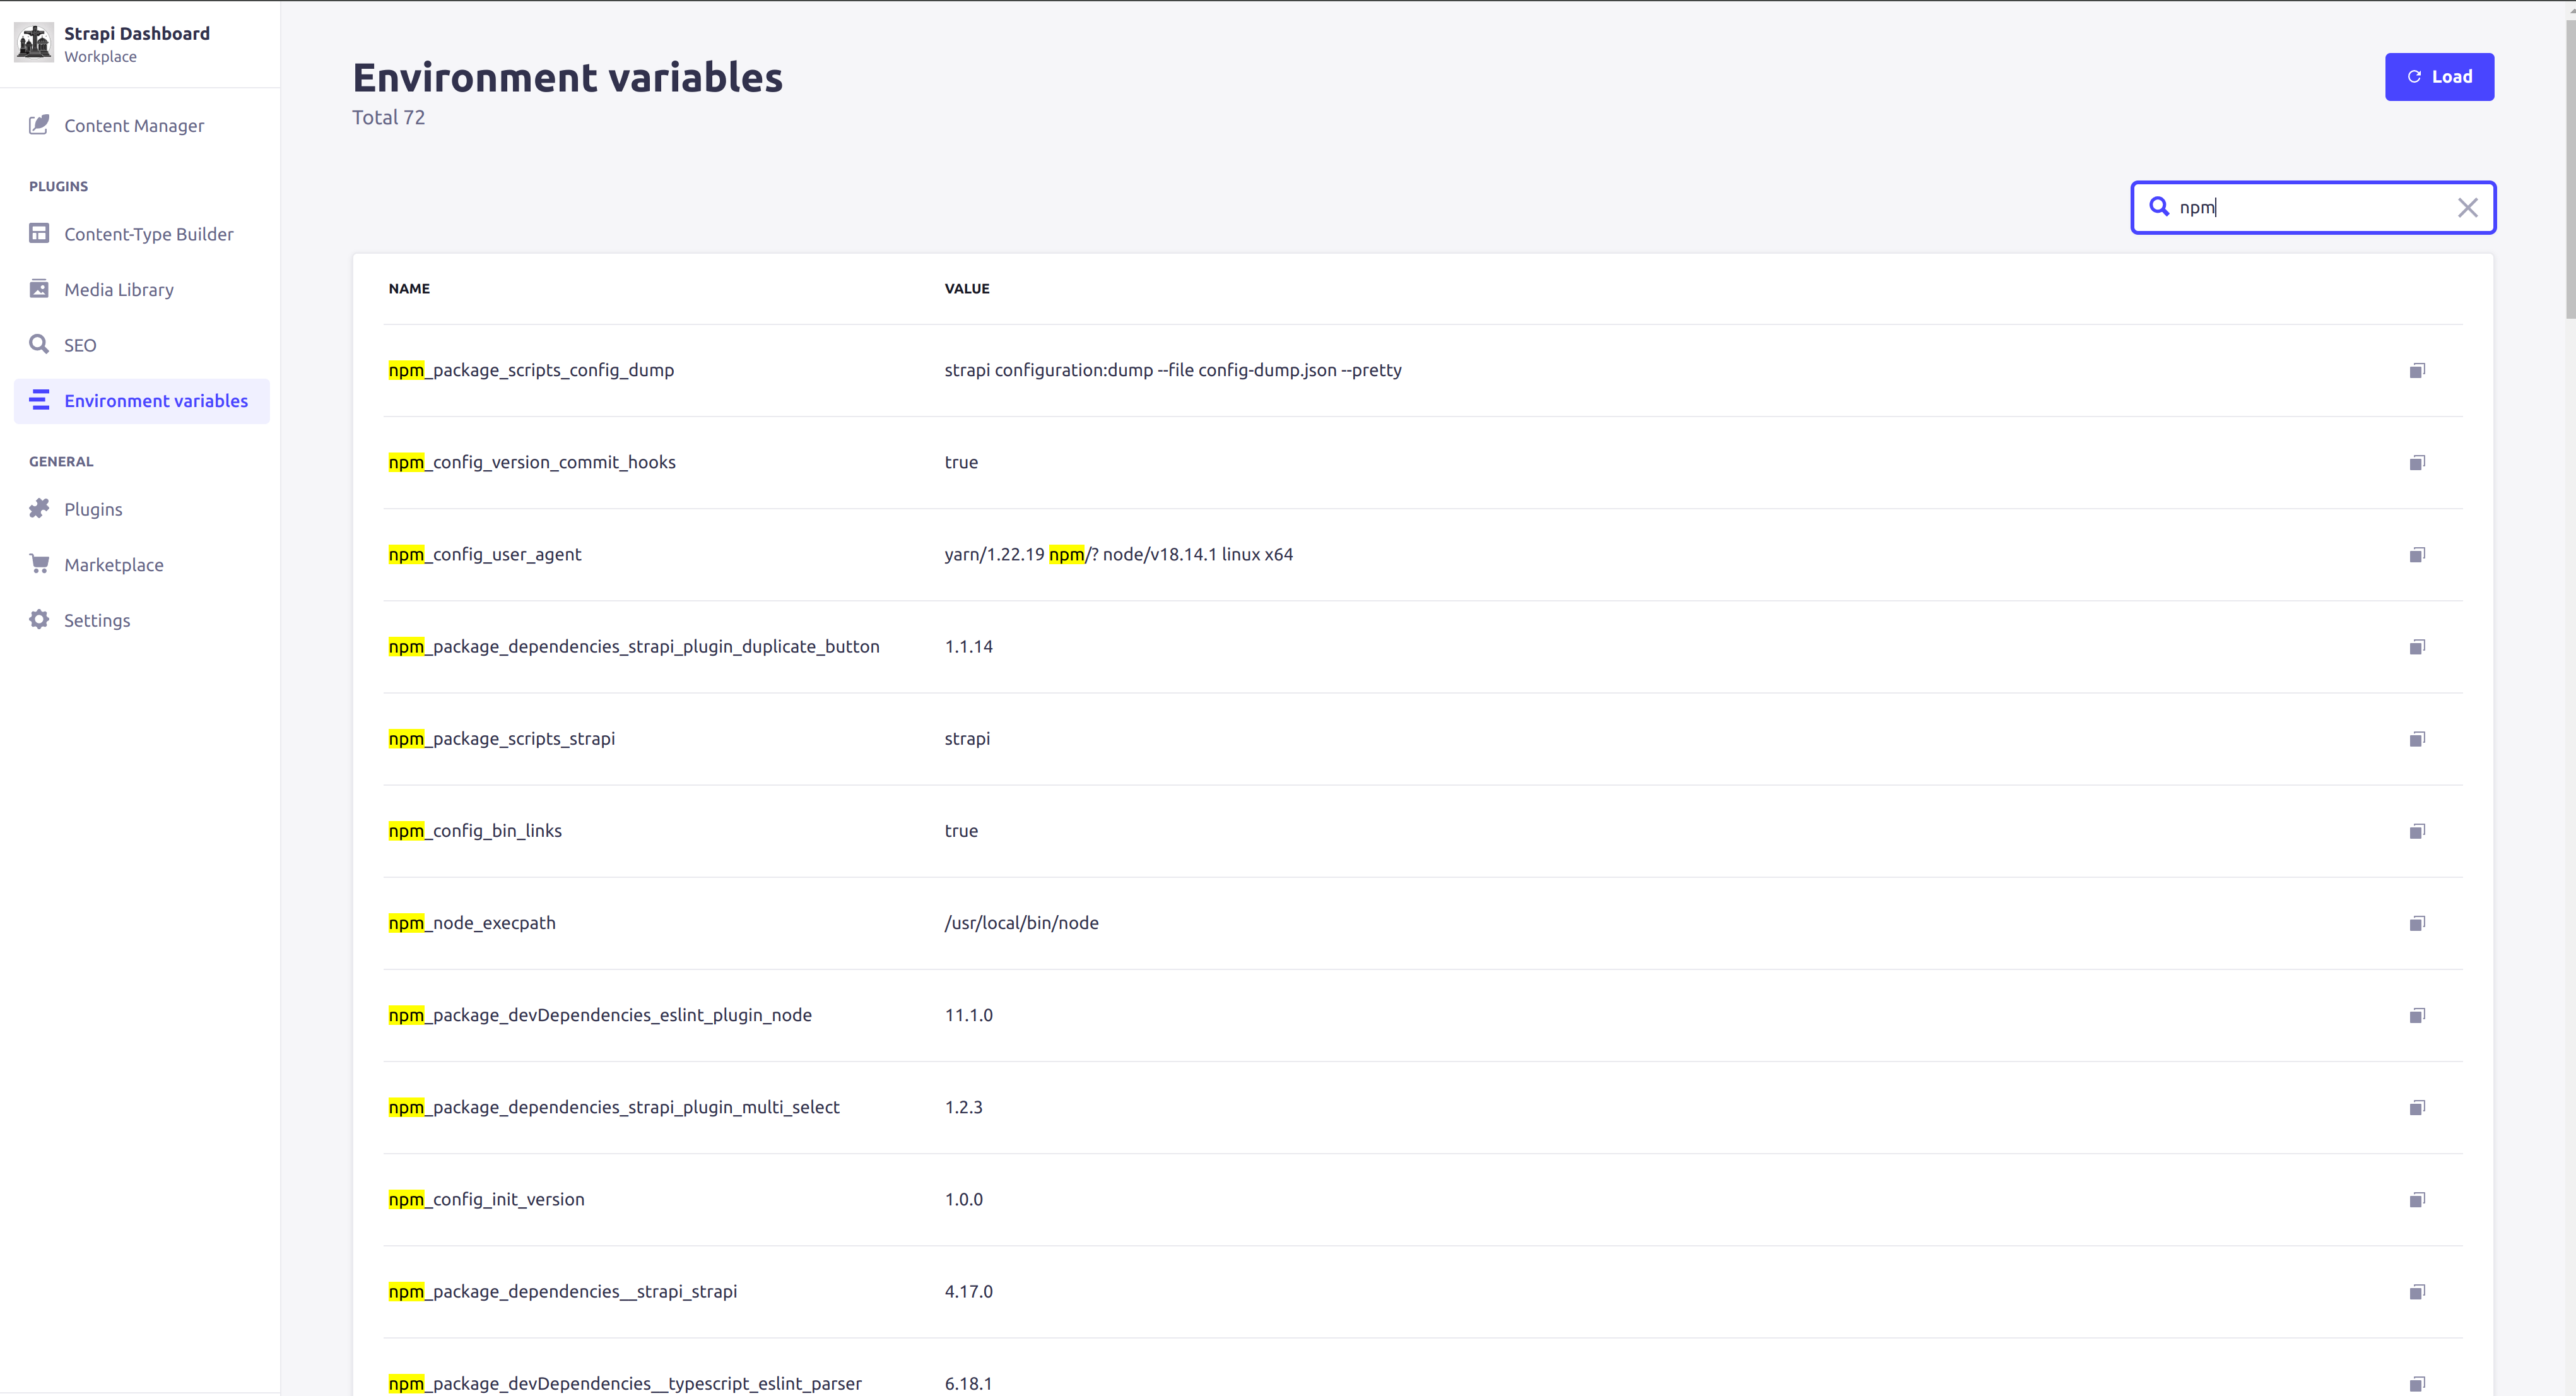 Strapi Dashboard
Workplace
Content Manager
PLUGINS
Content-Type Builder
Media Library
SEO
Environment variables
GENERAL
Plugins
Marketplace
Settings
Environment variables
Total 72
Load
npm
NAME VALUE
npm_package_scripts_config_dump strapi configuration:dump --file config-dump.json --pretty
npm_config_version_commit_hooks true
npm_config_user_agent yarn/1.22.19 npm/? node/v18.14.1 linux x64
npm_package_dependencies_strapi_plugin_duplicate_button 1.1.14
npm_package_scripts_strapi strapi
npm_config_bin_links true
npm_node_execpath /usr/local/bin/node
npm_package_devDependencies_eslint_plugin_node 11.1.0
npm_package_dependencies_strapi_plugin_multi_select 1.2.3
npm_config_init_version 1.0.0
npm_package_dependencies__strapi_strapi 4.17.0
npm_package_devDependencies__typescript_eslint_parser 6.18.1